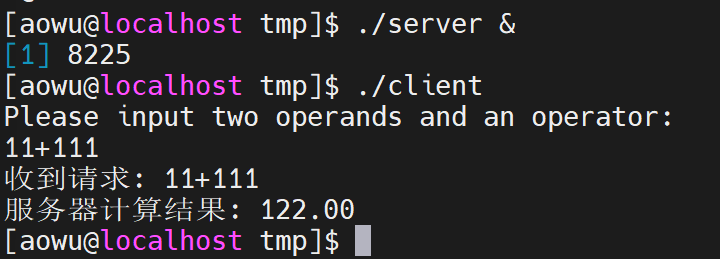 [aowu@localhost tmp]$ ./server &
[1] 8225
[aowu@localhost tmp]$ ./client
Please input two operands and an operator:
11+111
收到请求: 11+111
服务器计算结果: 122.00
[aowu@localhost tmp]$